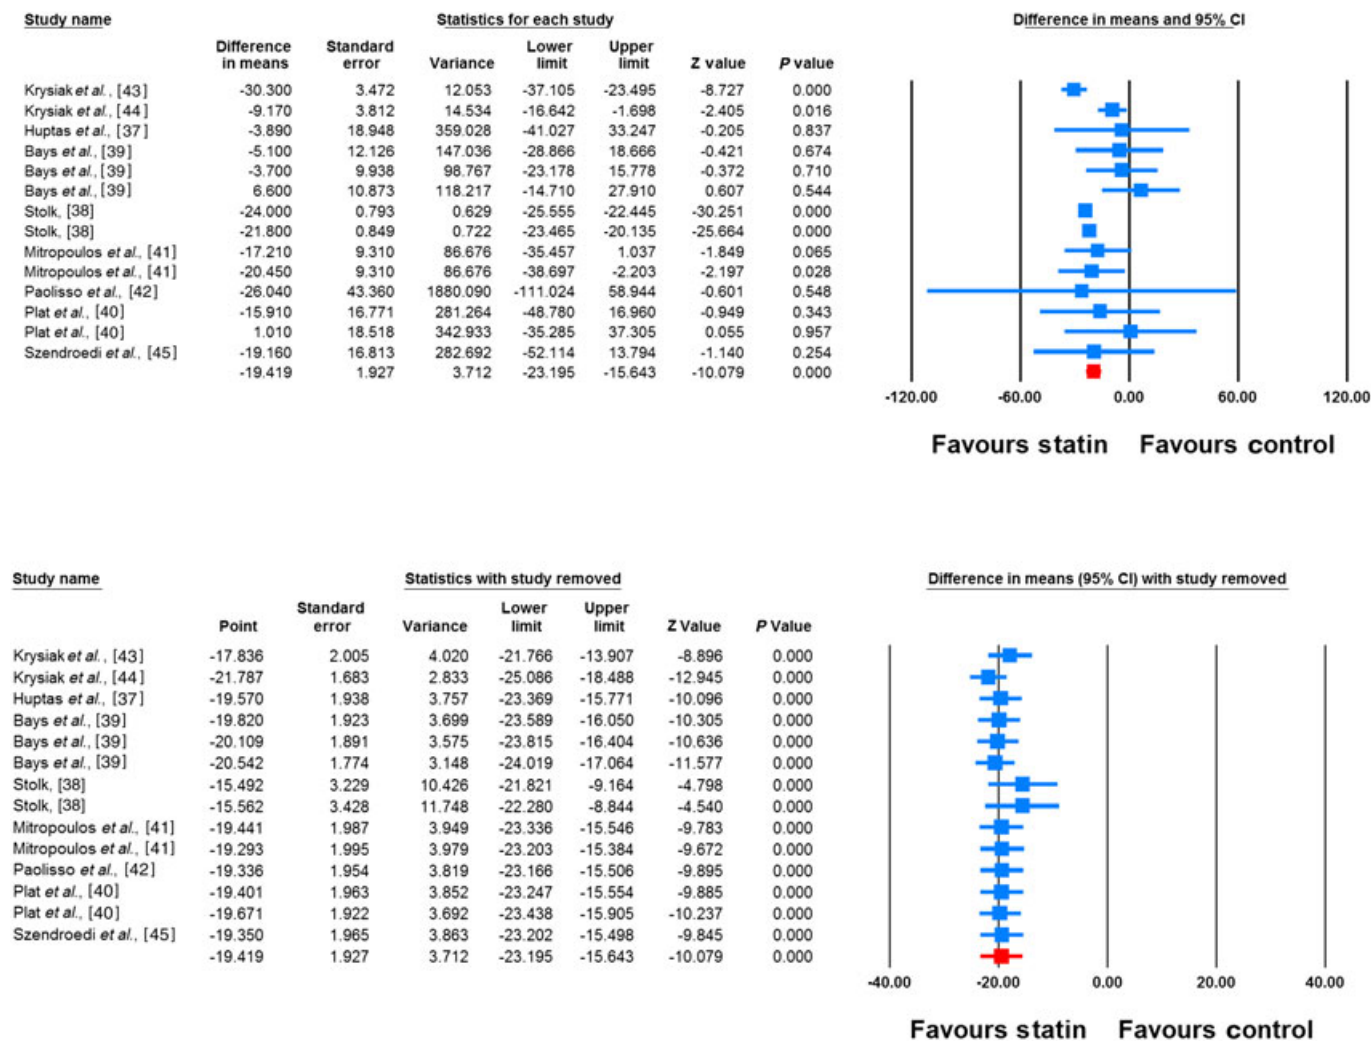 Study name Statistics for each study Difference in means and 95% CI
Difference in means Standard error Variance Lower limit Upper limit Z value P value
Krysiak et al., [43] -30.300 3.472 12.053 -37.105 -23.495 -8.727 0.000
Krysiak et al., [44] -9.170 3.812 14.534 -16.642 -1.698 -2.405 0.016
Huptas et al., [37] -3.890 18.948 359.028 -41.027 33.247 -0.205 0.837
Bays et al., [39] -5.100 12.126 147.036 -28.866 18.666 -0.421 0.674
Bays et al., [39] -3.700 9.938 98.767 -23.178 15.778 -0.372 0.710
Bays et al., [39] 6.600 10.873 118.217 -14.710 27.910 0.607 0.544
Stolk, [38] -24.000 0.793 0.629 -25.555 -22.445 -30.251 0.000
Stolk, [38] -21.800 0.849 0.722 -23.465 -20.135 -25.664 0.000
Mitropoulos et al., [41] -17.210 9.310 86.676 -35.457 1.037 -1.849 0.065
Mitropoulos et al., [41] -20.450 9.310 86.676 -38.697 -2.203 -2.197 0.028
Paolisso et al., [42] -26.040 43.360 1880.090 -111.024 58.944 -0.601 0.548
Plat et al., [40] -15.910 16.771 281.264 -48.780 16.960 -0.949 0.343
Plat et al., [40] 1.010 18.518 342.933 -35.285 37.305 0.055 0.957
Szendroedi et al., [45] -19.160 16.813 282.692 -52.114 13.794 -1.140 0.254
-19.419 1.927 3.712 -23.195 -15.643 -10.079 0.000
-120.00 -60.00 0.00 60.00 120.00
Favours statin Favours control
Study name Statistics with study removed Difference in means (95% CI) with study removed
Point Standard error Variance Lower limit Upper limit Z Value P Value
Krysiak et al., [43] -17.836 2.005 4.020 -21.766 -13.907 -8.896 0.000
Krysiak et al., [44] -21.787 1.683 2.833 -25.086 -18.488 -12.945 0.000
Huptas et al., [37] -19.570 1.938 3.757 -23.369 -15.771 -10.096 0.000
Bays et al., [39] -19.820 1.923 3.699 -23.589 -16.050 -10.305 0.000
Bays et al., [39] -20.109 1.891 3.575 -23.815 -16.404 -10.636 0.000
Bays et al., [39] -20.542 1.774 3.148 -24.019 -17.064 -11.577 0.000
Stolk, [38] -15.492 3.229 10.426 -21.821 -9.164 -4.798 0.000
Stolk, [38] -15.562 3.428 11.748 -22.280 -8.844 -4.540 0.000
Mitropoulos et al., [41] -19.441 1.987 3.949 -23.336 -15.546 -9.783 0.000
Mitropoulos et al., [41] -19.293 1.995 3.979 -23.203 -15.384 -9.672 0.000
Paolisso et al., [42] -19.336 1.954 3.819 -23.166 -15.506 -9.895 0.000
Plat et al., [40] -19.401 1.963 3.852 -23.247 -15.554 -9.885 0.000
Plat et al., [40] -19.671 1.922 3.692 -23.438 -15.905 -10.237 0.000
Szendroedi et al., [45] -19.350 1.965 3.863 -23.202 -15.498 -9.845 0.000
-19.419 1.927 3.712 -23.195 -15.643 -10.079 0.000
-40.00 -20.00 0.00 20.00 40.00
Favours statin Favours control